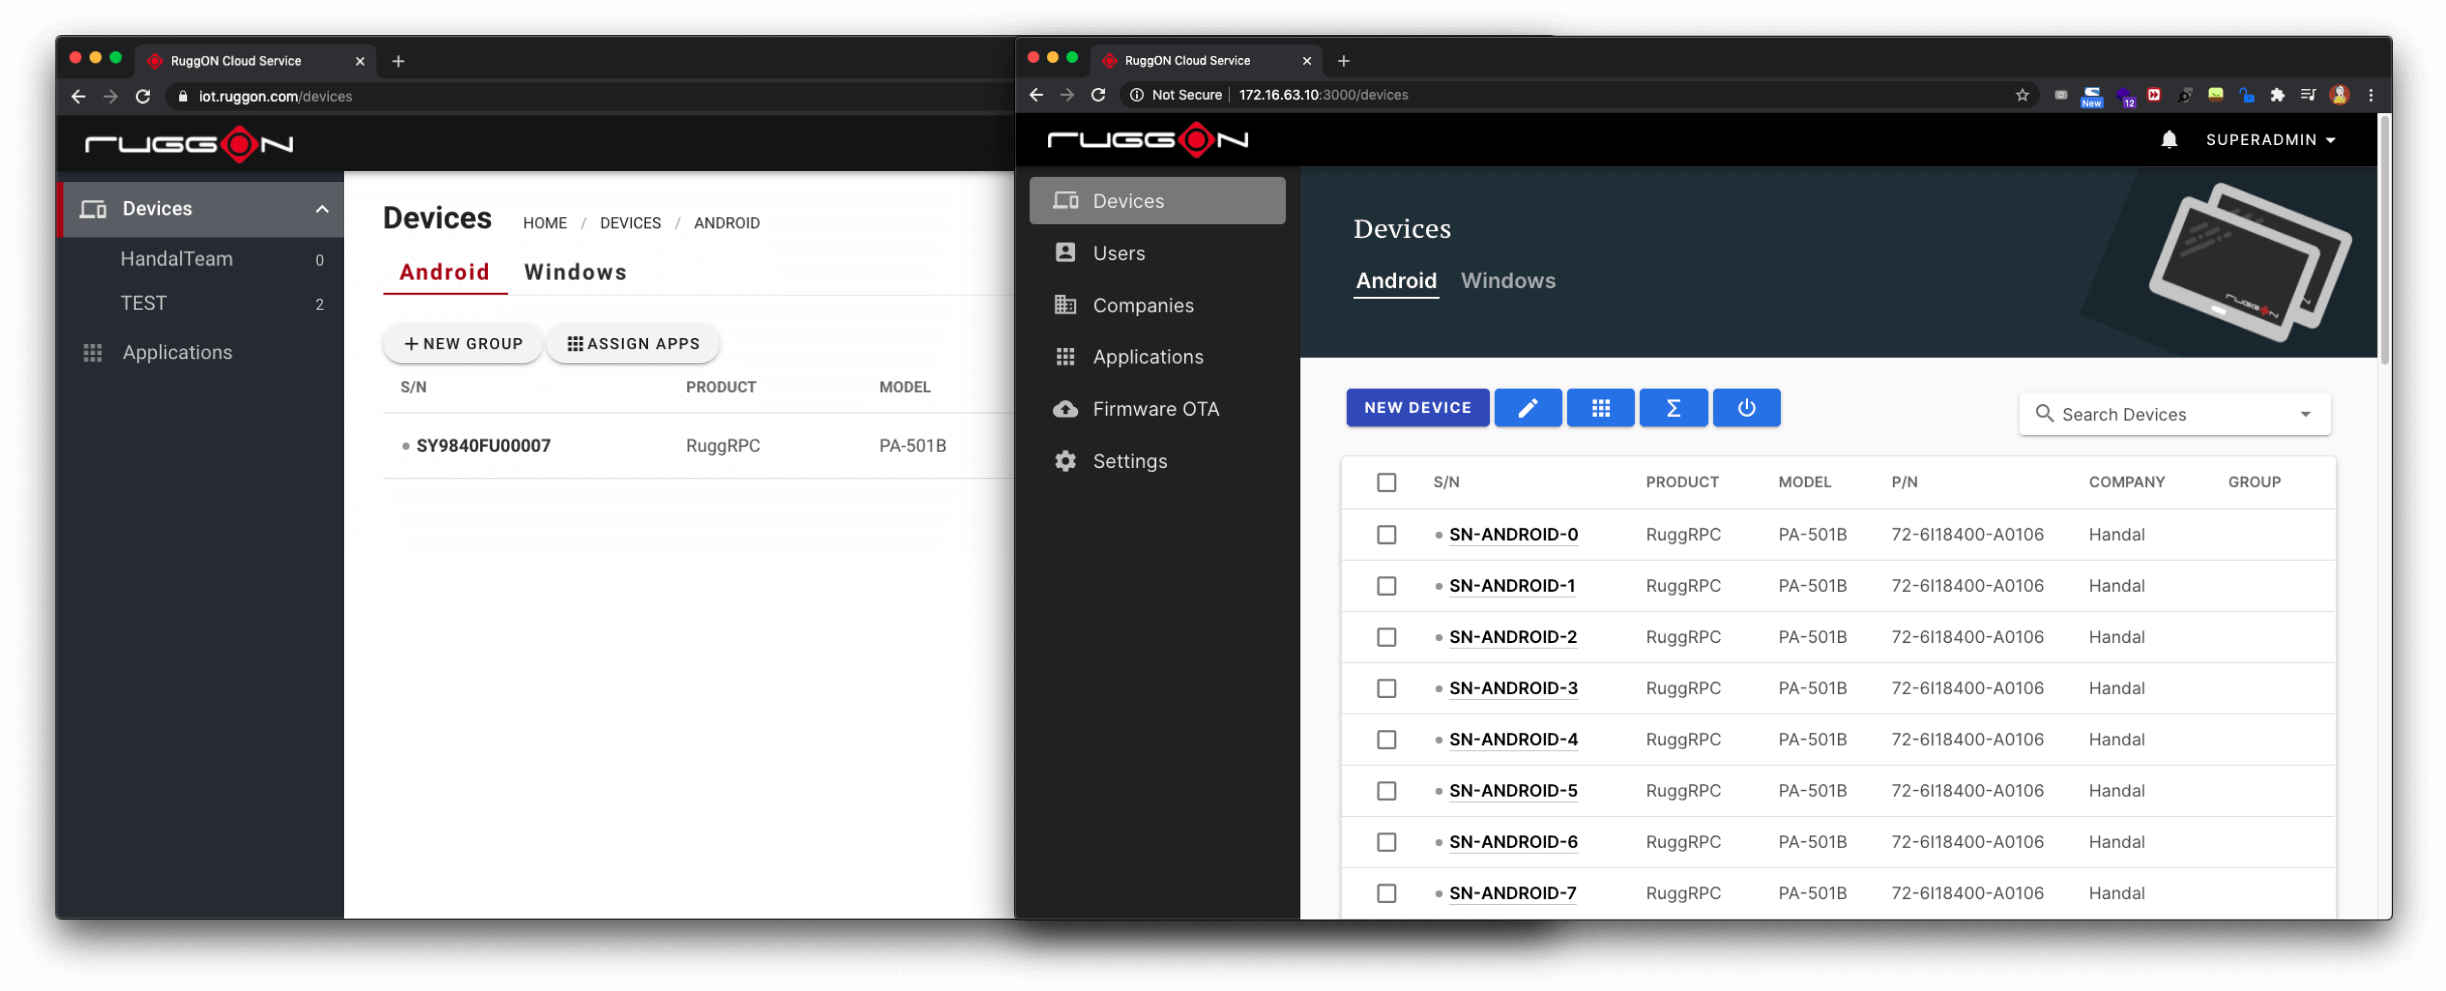 RuggON Cloud Service
iot.ruggon.com/devices
RUGGON
Devices
HandalTeam 0
TEST 2
Applications
Devices
HOME / DEVICES / ANDROID
Android Windows
+ NEW GROUP
ASSIGN APPS
S/N PRODUCT MODEL
SY9840FU00007 RuggRPC PA-501B
RuggON Cloud Service
Not Secure | 172.16.63.10:3000/devices
New
12
RUGGON
SUPERADMIN
Devices
Users
Companies
Applications
Firmware OTA
Settings
Devices
Android Windows
RUGGON
NEW DEVICE
Search Devices
S/N PRODUCT MODEL P/N COMPANY GROUP
SN-ANDROID-0 RuggRPC PA-501B 72-6I18400-A0106 Handal
SN-ANDROID-1 RuggRPC PA-501B 72-6I18400-A0106 Handal
SN-ANDROID-2 RuggRPC PA-501B 72-6I18400-A0106 Handal
SN-ANDROID-3 RuggRPC PA-501B 72-6I18400-A0106 Handal
SN-ANDROID-4 RuggRPC PA-501B 72-6I18400-A0106 Handal
SN-ANDROID-5 RuggRPC PA-501B 72-6I18400-A0106 Handal
SN-ANDROID-6 RuggRPC PA-501B 72-6I18400-A0106 Handal
SN-ANDROID-7 RuggRPC PA-501B 72-6I18400-A0106 Handal